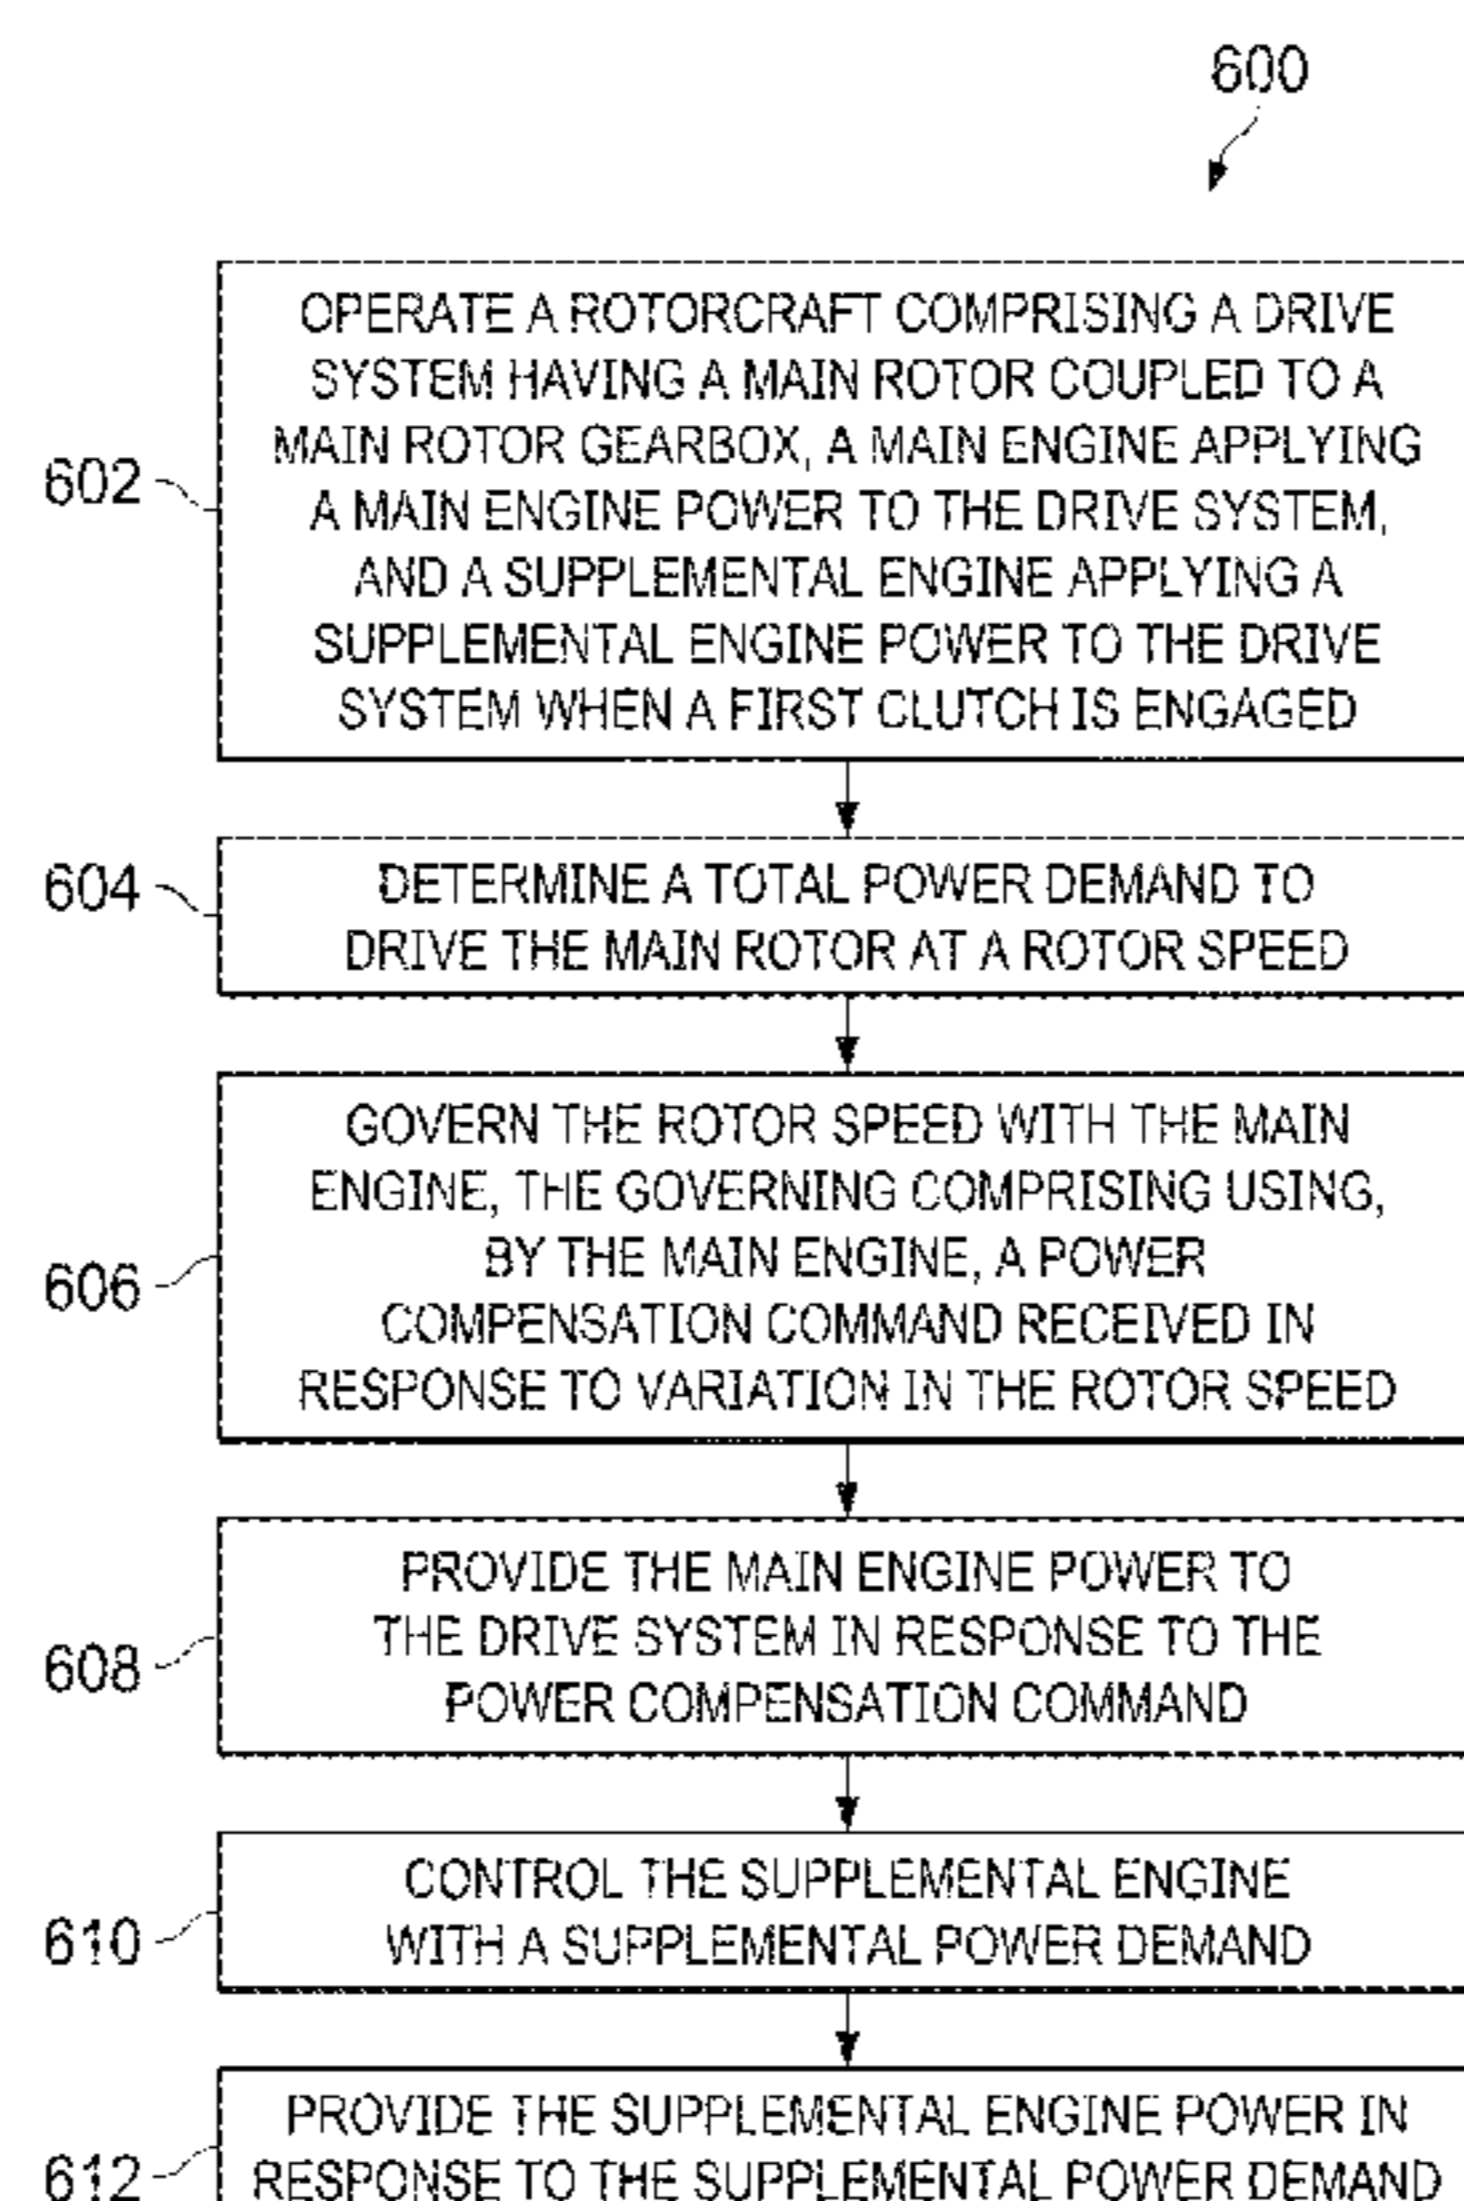 600
602
OPERATE A ROTORCRAFT COMPRISING A DRIVE
SYSTEM HAVING A MAIN ROTOR COUPLED TO A
MAIN ROTOR GEARBOX, A MAIN ENGINE APPLYING
A MAIN ENGINE POWER TO THE DRIVE SYSTEM,
AND A SUPPLEMENTAL ENGINE APPLYING A
SUPPLEMENTAL ENGINE POWER TO THE DRIVE
SYSTEM WHEN A FIRST CLUTCH IS ENGAGED
604
DETERMINE A TOTAL POWER DEMAND TO
DRIVE THE MAIN ROTOR AT A ROTOR SPEED
606
GOVERN THE ROTOR SPEED WITH THE MAIN
ENGINE, THE GOVERNING COMPRISING USING,
BY THE MAIN ENGINE, A POWER
COMPENSATION COMMAND RECEIVED IN
RESPONSE TO VARIATION IN THE ROTOR SPEED
608
PROVIDE THE MAIN ENGINE POWER TO
THE DRIVE SYSTEM IN RESPONSE TO THE
POWER COMPENSATION COMMAND
610
CONTROL THE SUPPLEMENTAL ENGINE
WITH A SUPPLEMENTAL POWER DEMAND
612
PROVIDE THE SUPPLEMENTAL ENGINE POWER IN
RESPONSE TO THE SUPPLEMENTAL POWER DEMAND